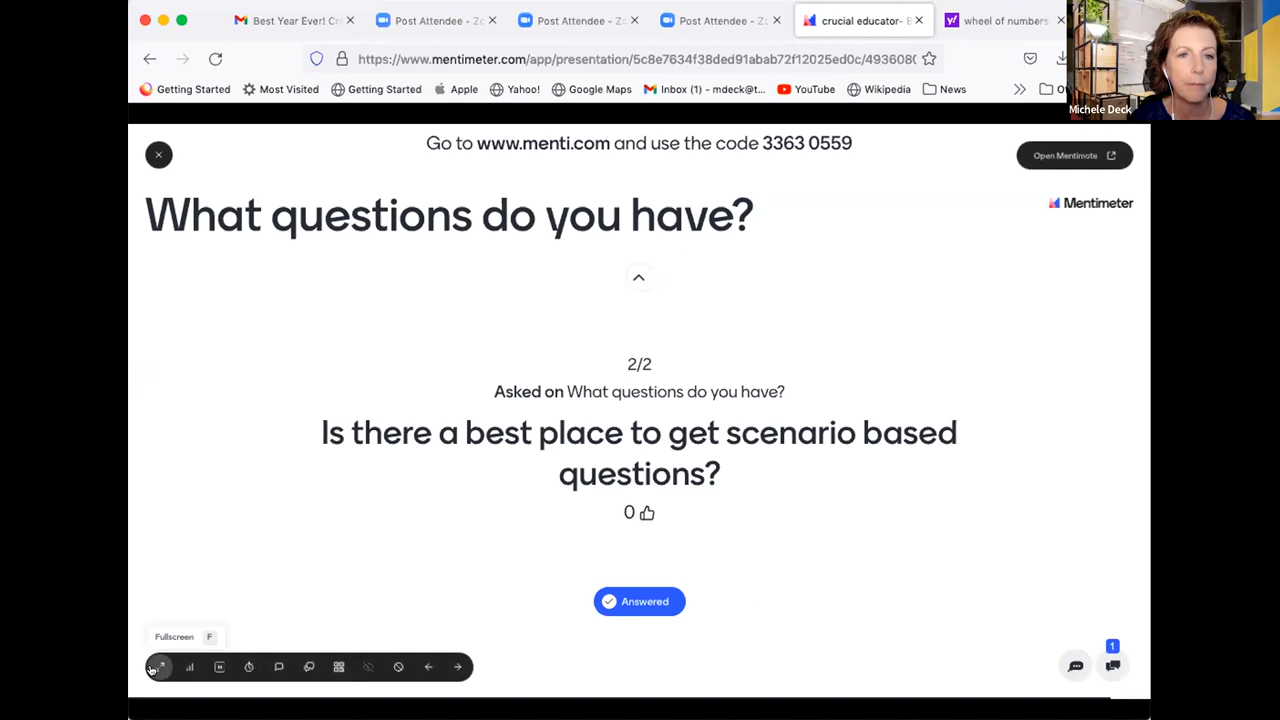 Best Year Ever! Cr
Post Attendee - Zo
Post Attendee - Zo
Post Attendee - Zo
crucial educator- B
wheel of numbers
https://www.mentimeter.com/app/presentation/5c8e7634f38ded91abab72f12025ed0c/4936080
Getting Started
Most Visited
Getting Started
Apple
Yahoo!
Google Maps
Inbox (1) - mdeck@t...
YouTube
Wikipedia
News
Michele Deck
Go to www.menti.com and use the code 3363 0559
Open Mentimote
What questions do you have?
Mentimeter
2/2
Asked on What questions do you have?
Is there a best place to get scenario based
questions?
0
Answered
Fullscreen F
1